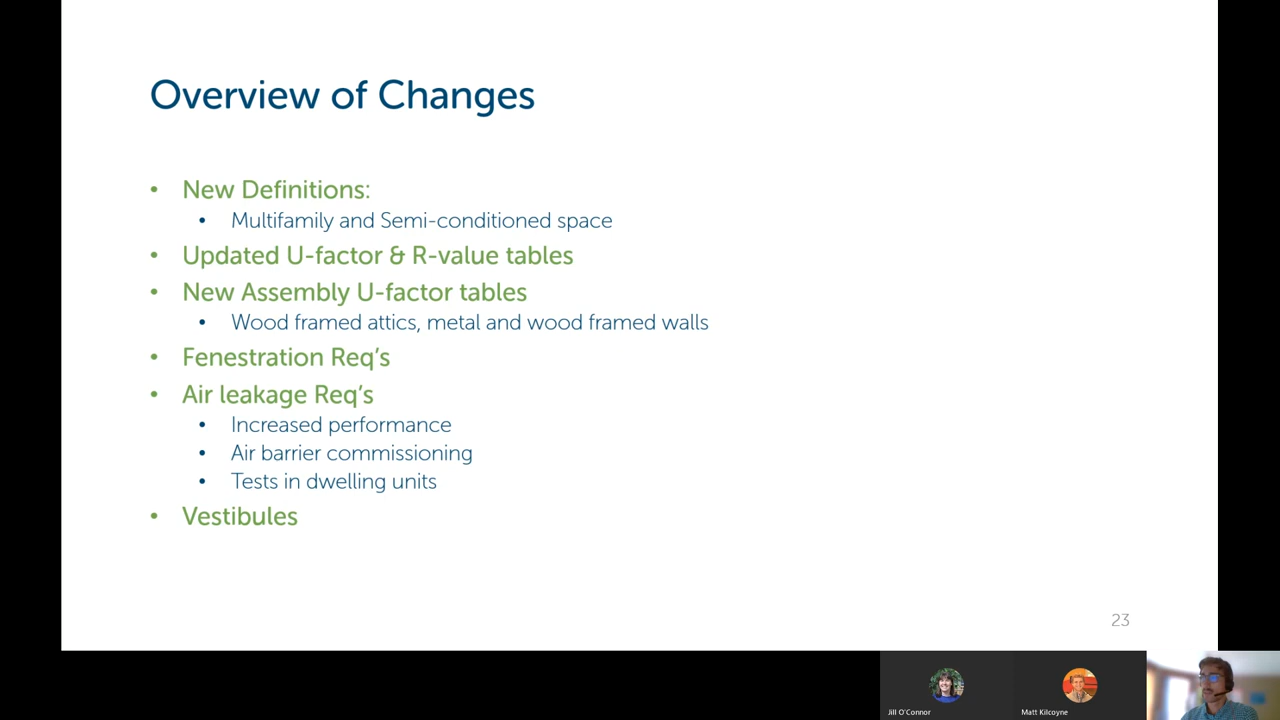 Overview of Changes
• New Definitions:
• Multifamily and Semi-conditioned space
• Updated U-factor & R-value tables
• New Assembly U-factor tables
• Wood framed attics, metal and wood framed walls
• Fenestration Req's
• Air leakage Req's
• Increased performance
• Air barrier commissioning
• Tests in dwelling units
• Vestibules
23
Jill O'Connor
Matt Kilcoyne